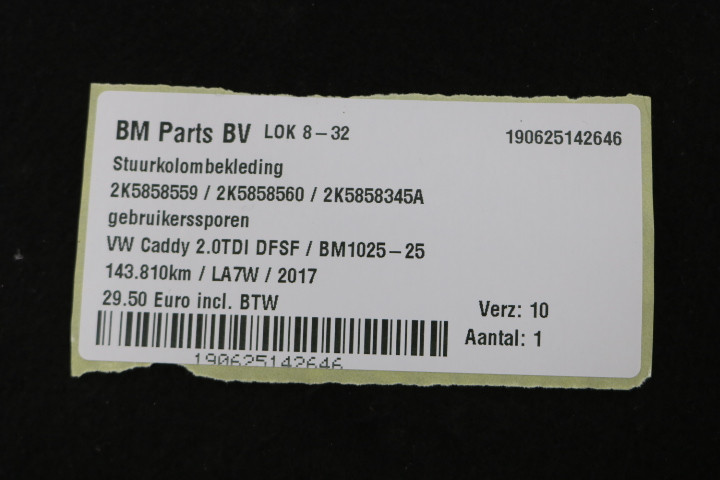 BM Parts BV LOK 8-32 190625142646
Stuurkolombekleding
2K5858559 / 2K5858560 / 2K5858345A
gebruikerssporen
VW Caddy 2.0TDI DFSF / BM1025-25
143.810km / LA7W / 2017
29.50 Euro incl. BTW
Verz: 10
Aantal: 1
190625142646